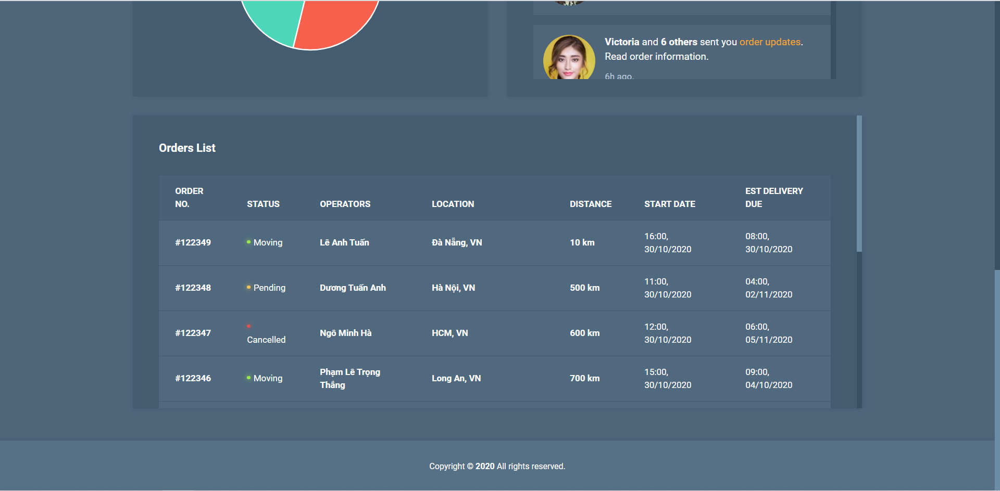 Victoria and 6 others sent you order updates.
Read order information.
6h ago.
Orders List
ORDER
NO.
STATUS
OPERATORS
LOCATION
DISTANCE
START DATE
EST DELIVERY
DUE
#122349
Moving
Lê Anh Tuấn
Đà Nẵng, VN
10 km
16:00,
30/10/2020
08:00,
30/10/2020
#122348
Pending
Dương Tuấn Anh
Hà Nội, VN
500 km
11:00,
30/10/2020
04:00,
02/11/2020
#122347
Cancelled
Ngô Minh Hà
HCM, VN
600 km
12:00,
30/10/2020
06:00,
05/11/2020
#122346
Moving
Phạm Lê Trọng
Thắng
Long An, VN
700 km
15:00,
30/10/2020
09:00,
04/10/2020
Copyright © 2020 All rights reserved.